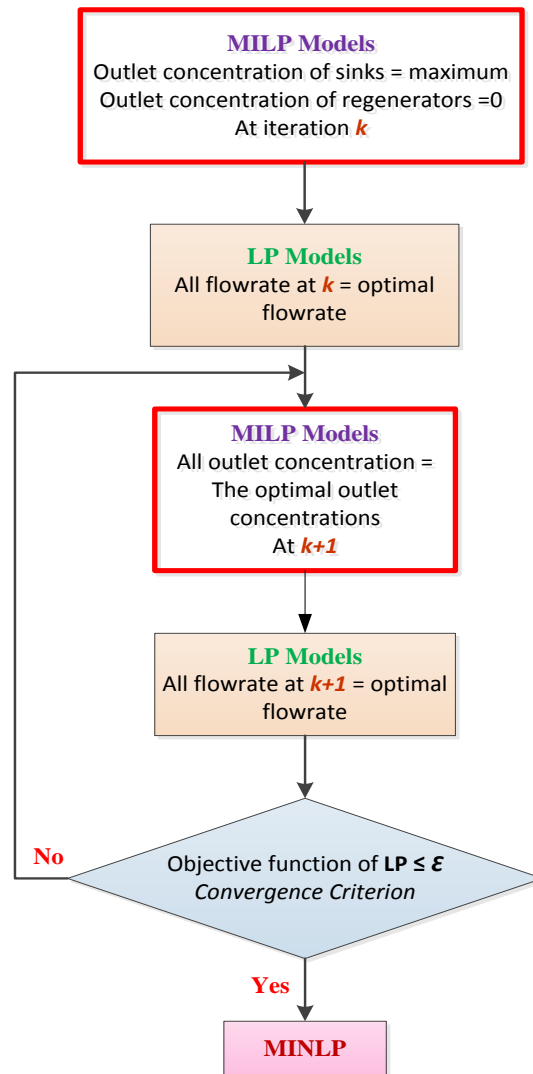 MILP Models
Outlet concentration of sinks = maximum
Outlet concentration of regenerators =0
At iteration k
LP Models
All flowrate at k = optimal
flowrate
MILP Models
All outlet concentration =
The optimal outlet
concentrations
At k+1
LP Models
All flowrate at k+1 = optimal
flowrate
No
Objective function of LP ≤ ε
Convergence Criterion
Yes
MINLP